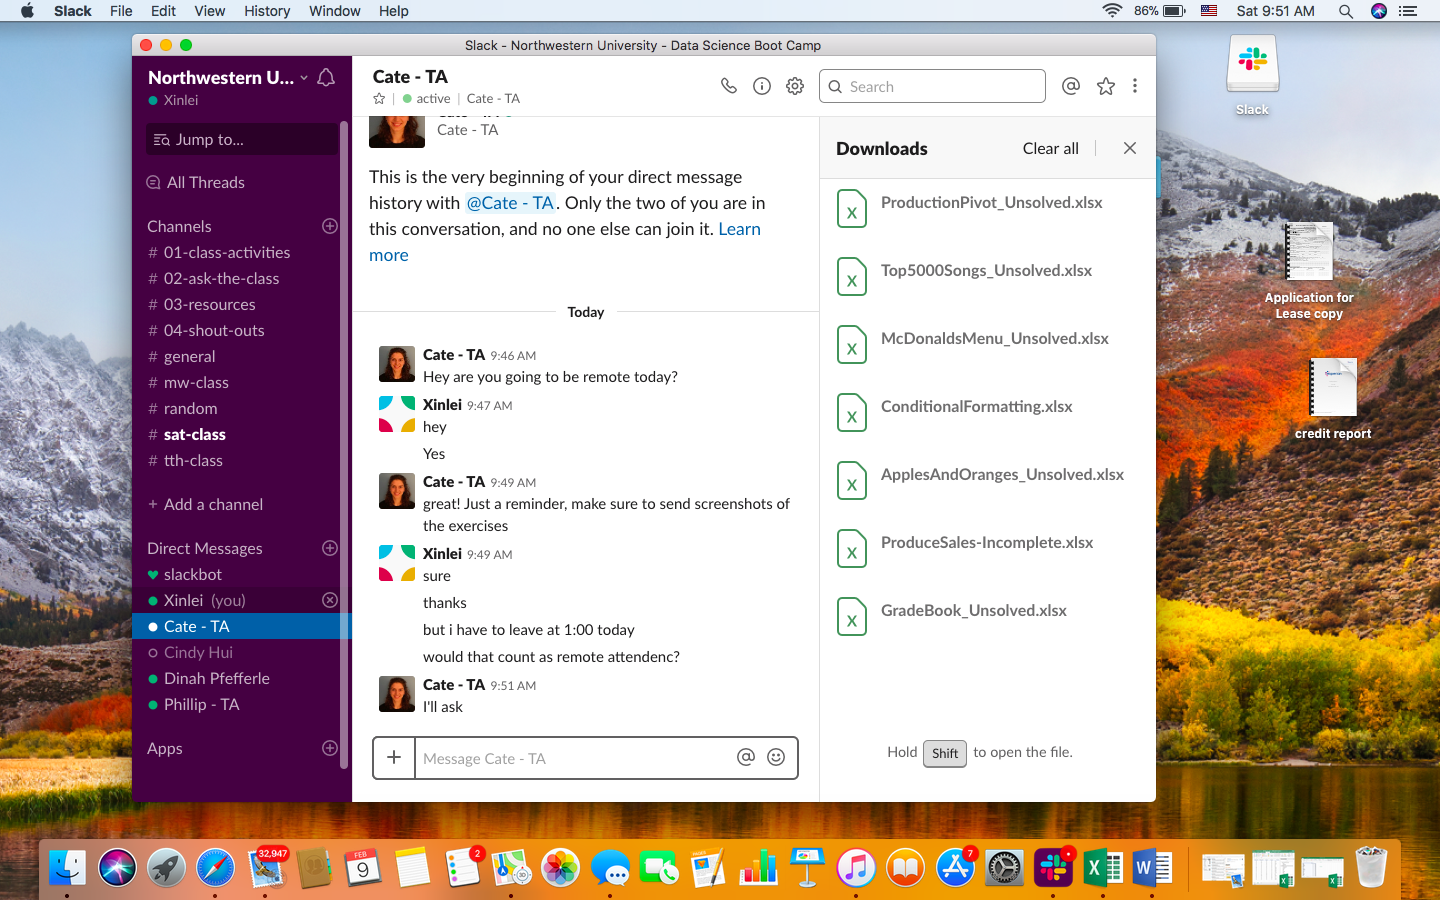 Slack File Edit View History Window Help
86% Sat 9:51 AM
Slack - Northwestern University - Data Science Boot Camp
Northwestern U...
Xinlei
Jump to...
All Threads
Channels
# 01-class-activities
# 02-ask-the-class
# 03-resources
# 04-shout-outs
# general
# mw-class
# random
# sat-class
# tth-class
+ Add a channel
Direct Messages
slackbot
Xinlei (you)
Cate - TA
Cindy Hui
Dinah Pfefferle
Phillip - TA
Apps
Cate - TA
active | Cate - TA
Search
Cate - TA
This is the very beginning of your direct message
history with @Cate - TA. Only the two of you are in
this conversation, and no one else can join it. Learn
more
Today
Cate - TA 9:46 AM
Hey are you going to be remote today?
Xinlei 9:47 AM
hey
Yes
Cate - TA 9:49 AM
great! Just a reminder, make sure to send screenshots of
the exercises
Xinlei 9:49 AM
sure
thanks
but i have to leave at 1:00 today
would that count as remote attendenc?
Cate - TA 9:51 AM
I'll ask
Message Cate - TA
Downloads
Clear all
ProductionPivot_Unsolved.xlsx
Top5000Songs_Unsolved.xlsx
McDonaldsMenu_Unsolved.xlsx
ConditionalFormatting.xlsx
ApplesAndOranges_Unsolved.xlsx
ProduceSales-Incomplete.xlsx
GradeBook_Unsolved.xlsx
Hold Shift to open the file.
Slack
Application for
Lease copy
credit report
32,947
FEB
9
2
7